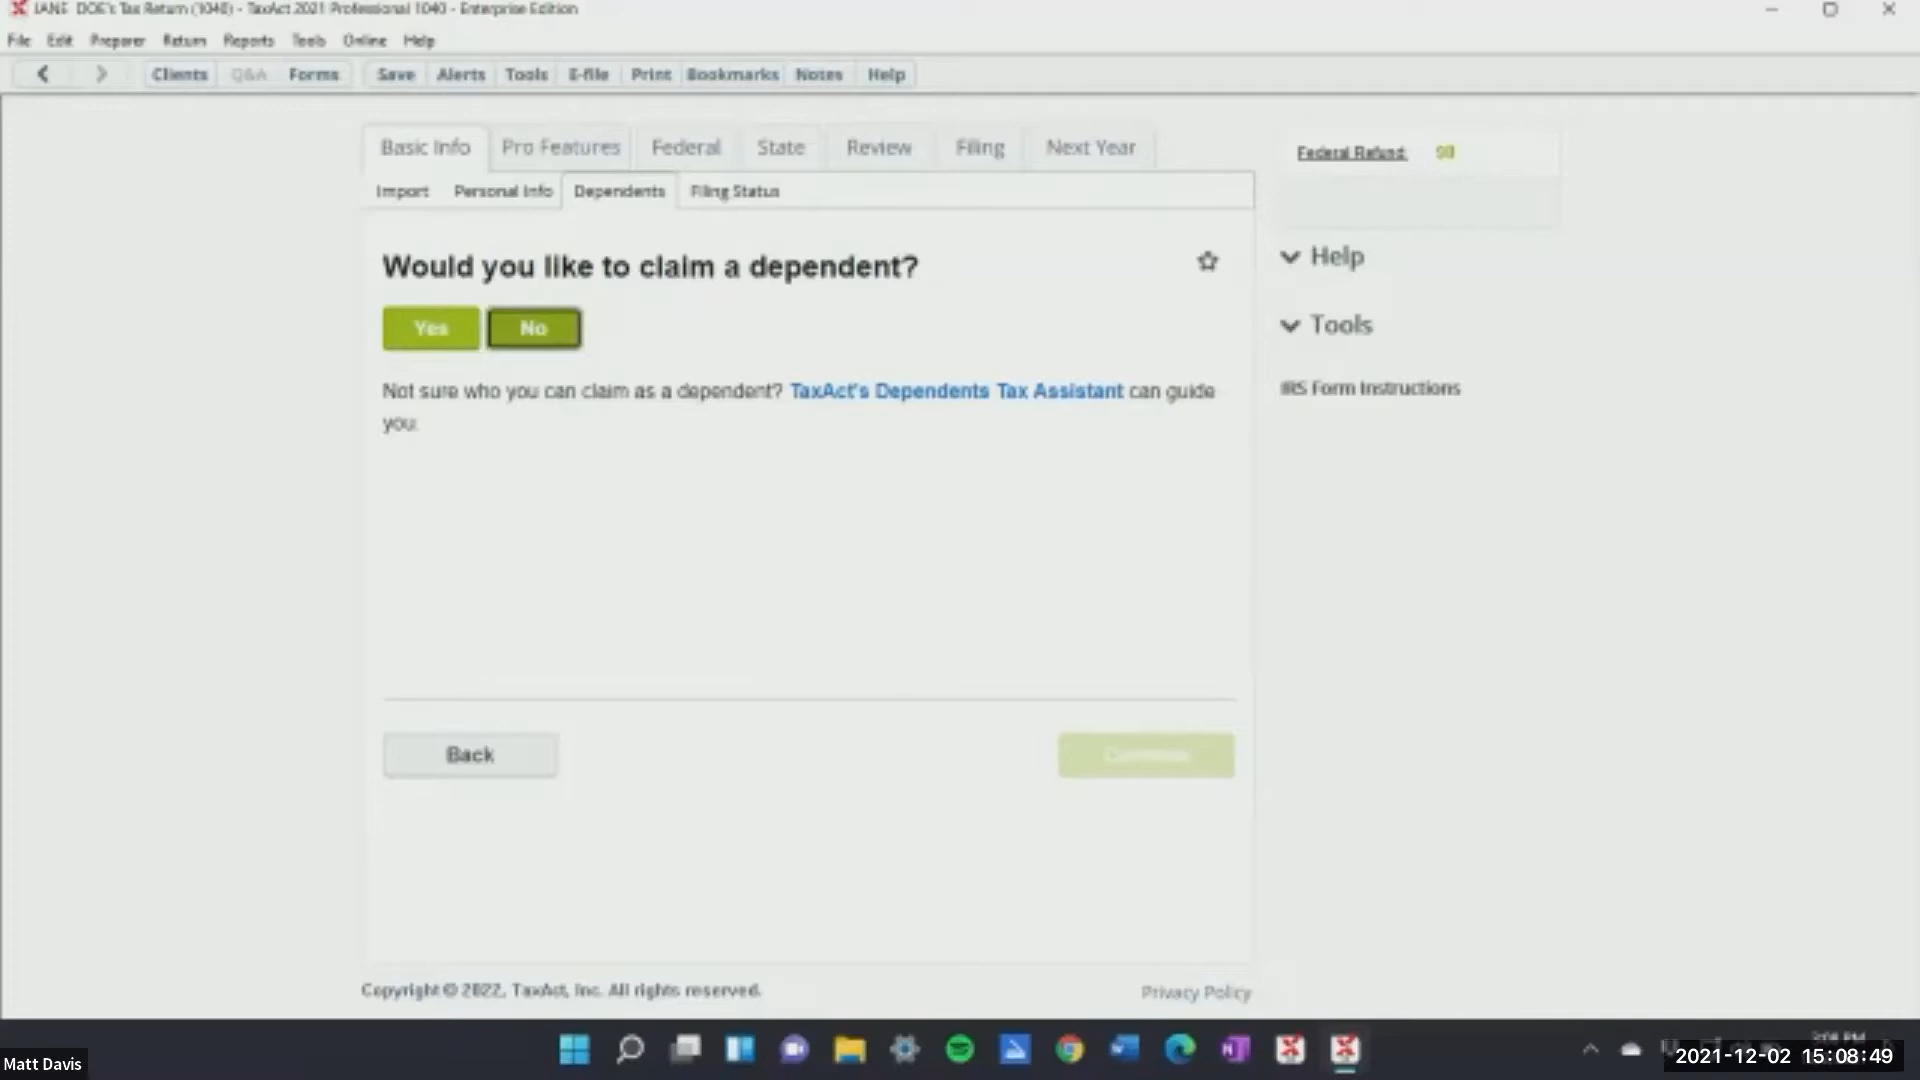 JANE DOE's Tax Return (1040) - TaxAct 2021 Professional 1040 - Enterprise Edition
File Edit Preparer Return Reports Tools Online Help
Clients Q&A Forms Save Alerts Tools E-file Print Bookmarks Notes Help
Basic Info Pro Features Federal State Review Filing Next Year
Federal Refund: $0
Import Personal Info Dependents Filing Status
Would you like to claim a dependent?
Help
Yes No
Tools
Not sure who you can claim as a dependent? TaxAct's Dependents Tax Assistant can guide
you.
IRS Form Instructions
Back Continue
Copyright © 2022, TaxAct, Inc. All rights reserved.
Privacy Policy
Matt Davis
2021-12-02 15:08:49